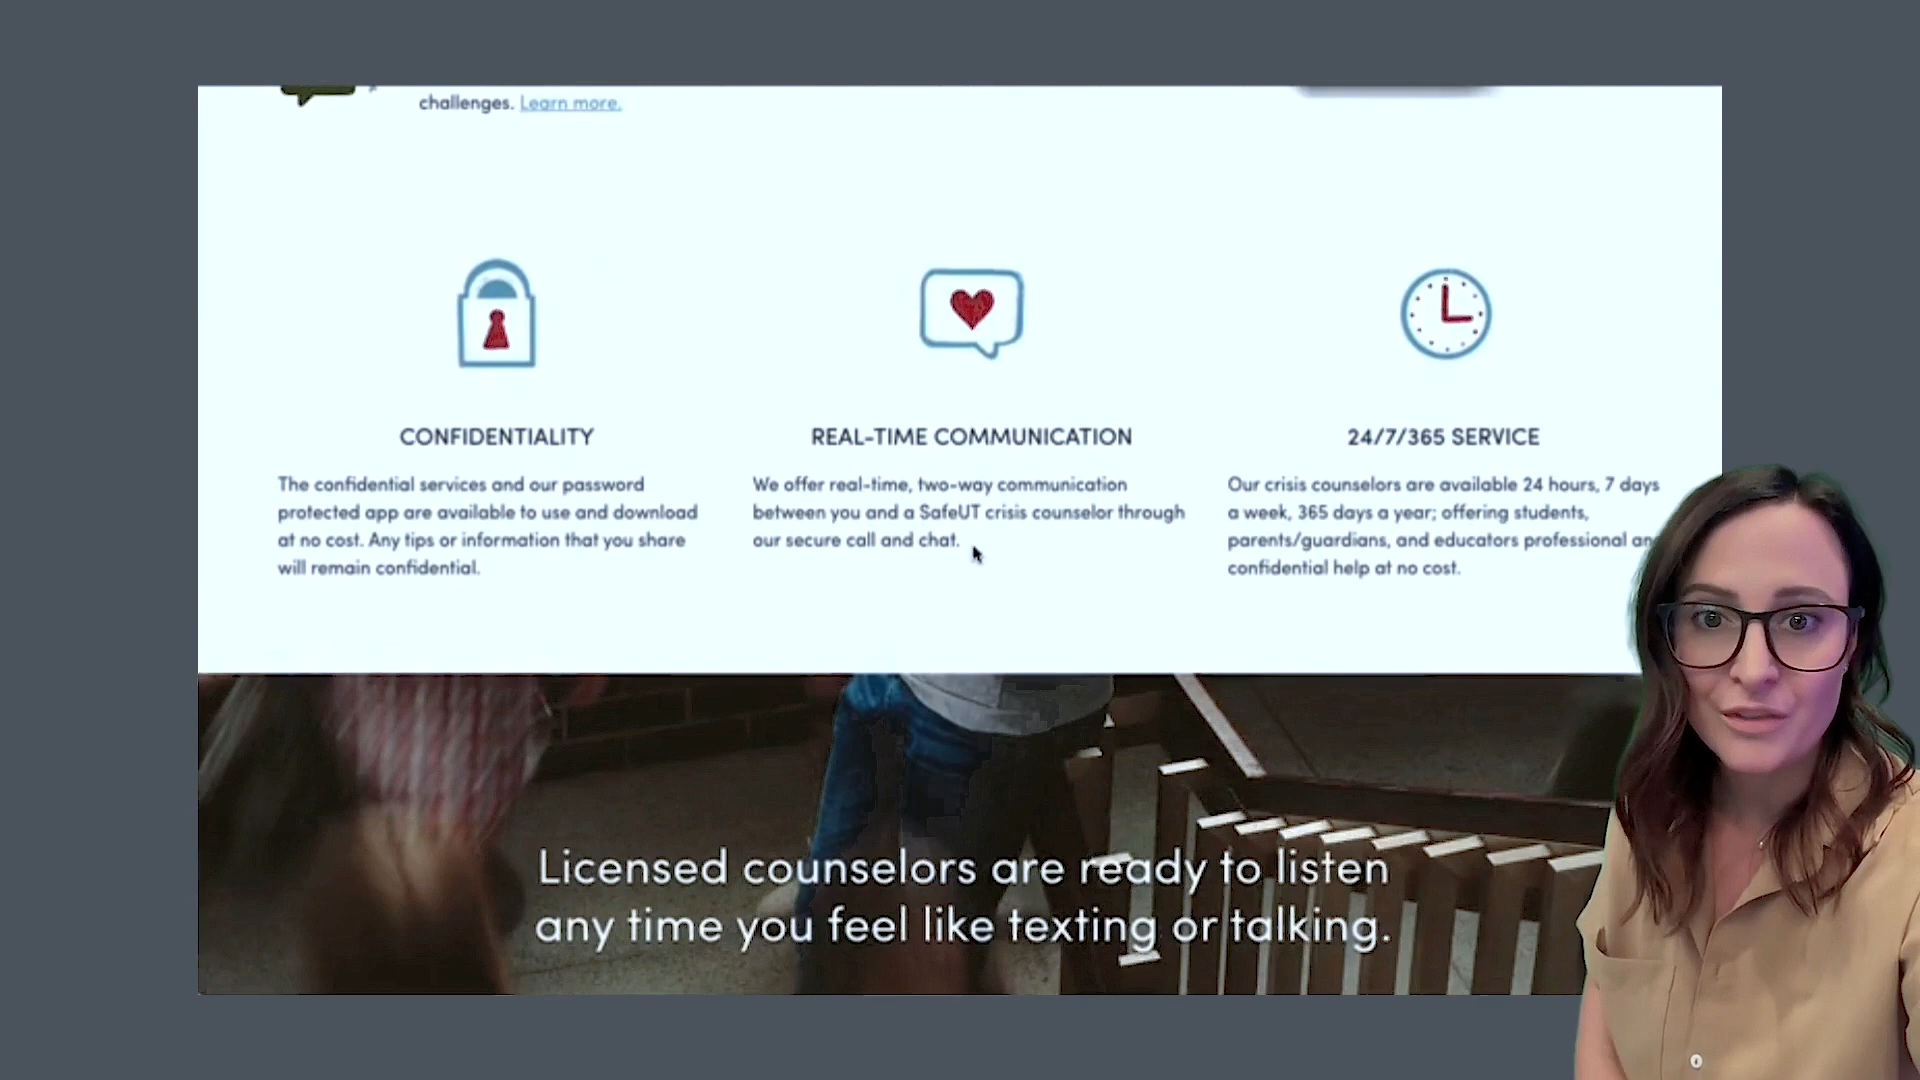 challenges. Learn more.
CONFIDENTIALITY
The confidential services and our password
protected app are available to use and download
at no cost. Any tips or information that you share
will remain confidential.
REAL-TIME COMMUNICATION
We offer real-time, two-way communication
between you and a SafeUT crisis counselor through
our secure call and chat.
24/7/365 SERVICE
Our crisis counselors are available 24 hours, 7 days
a week, 365 days a year; offering students,
parents/guardians, and educators professional
confidential help at no cost.
Licensed counselors are ready to listen
any time you feel like texting or talking.